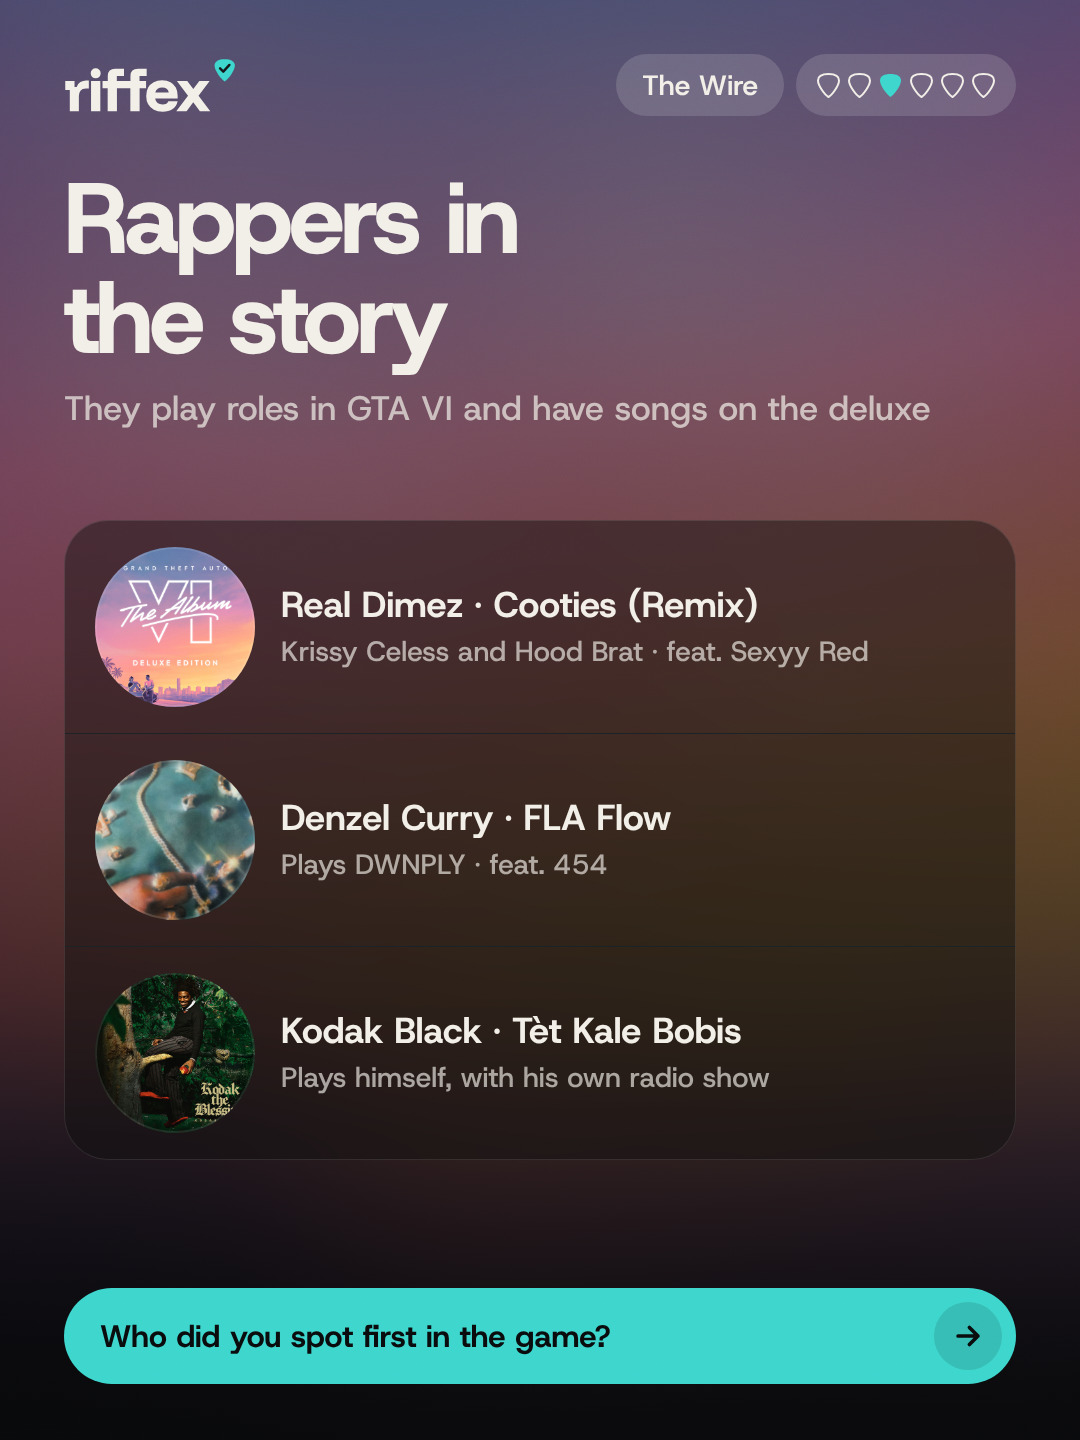 riffex
The Wire
Rappers in
the story
They play roles in GTA VI and have songs on the deluxe
GRAND THEFT AUTO
VI
The Album
DELUXE EDITION
Real Dimez · Cooties (Remix)
Krissy Celess and Hood Brat · feat. Sexyy Red
Denzel Curry · FLA Flow
Plays DWNPLY · feat. 454
Kodak
the
Blessi
Kodak Black · Tèt Kale Bobis
Plays himself, with his own radio show
Who did you spot first in the game?